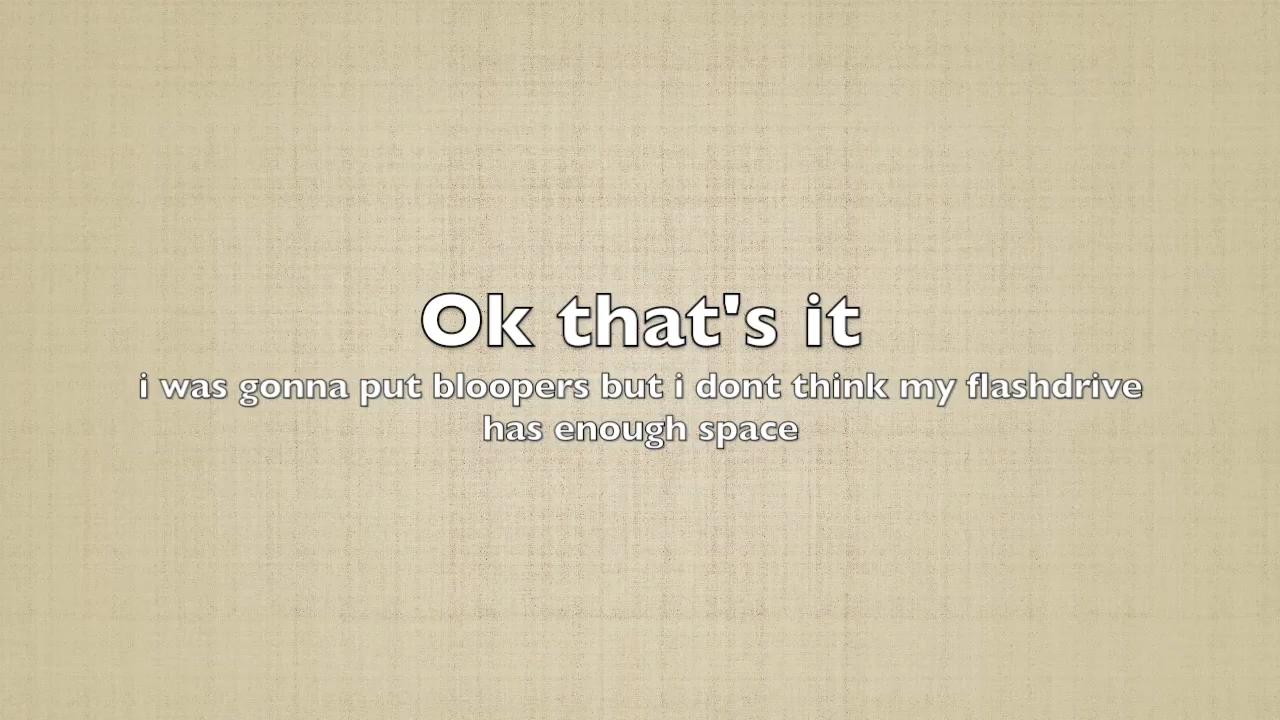 Ok that's it
i was gonna put bloopers but i dont think my flashdrive
has enough space